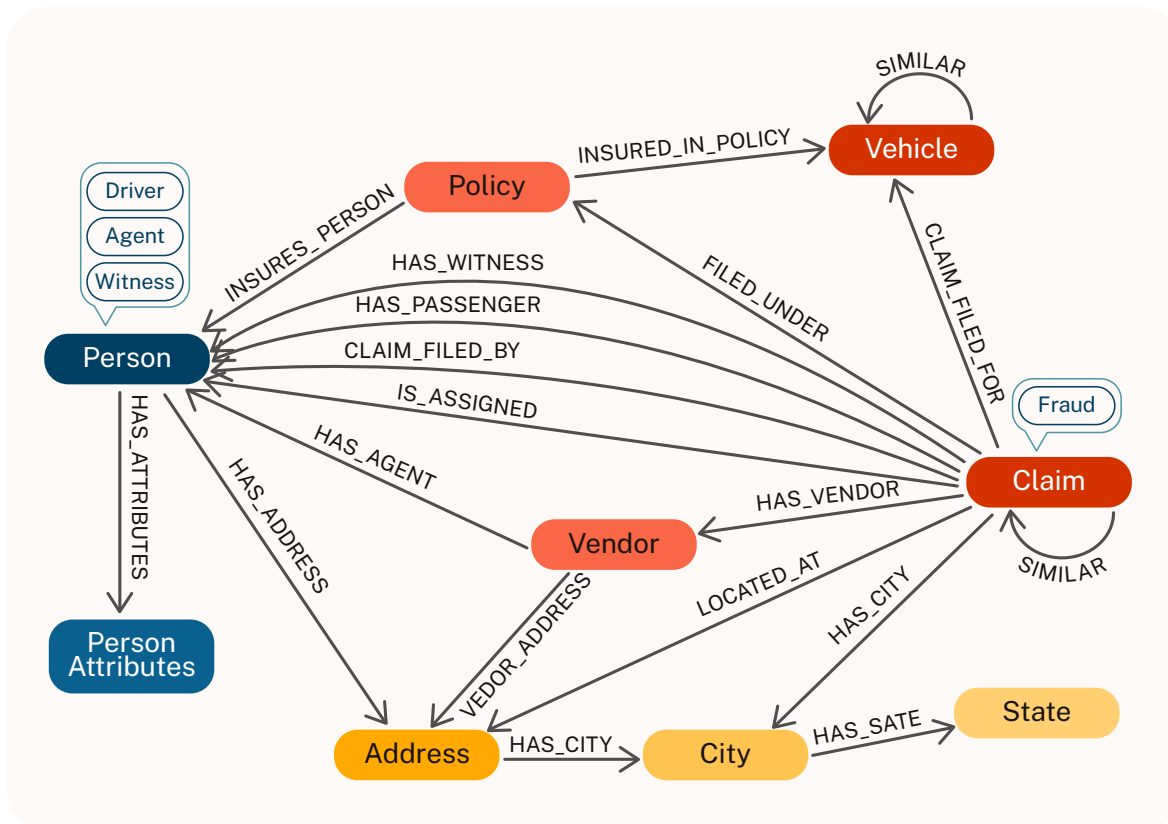 SIMILAR
Vehicle
INSURED_IN_POLICY
Policy
Driver
Agent
Witness
INSURES_PERSON
HAS_WITNESS
FILED_UNDER
CLAIM_FILED_FOR
HAS_PASSENGER
Person
CLAIM_FILED_BY
IS_ASSIGNED
Fraud
HAS_ATTRIBUTES
HAS_AGENT
Claim
HAS_ADDRESS
HAS_VENDOR
Vendor
SIMILAR
LOCATED_AT
HAS_CITY
VEDOR_ADDRESS
Person
Attributes
State
HAS_SATE
Address
HAS_CITY
City